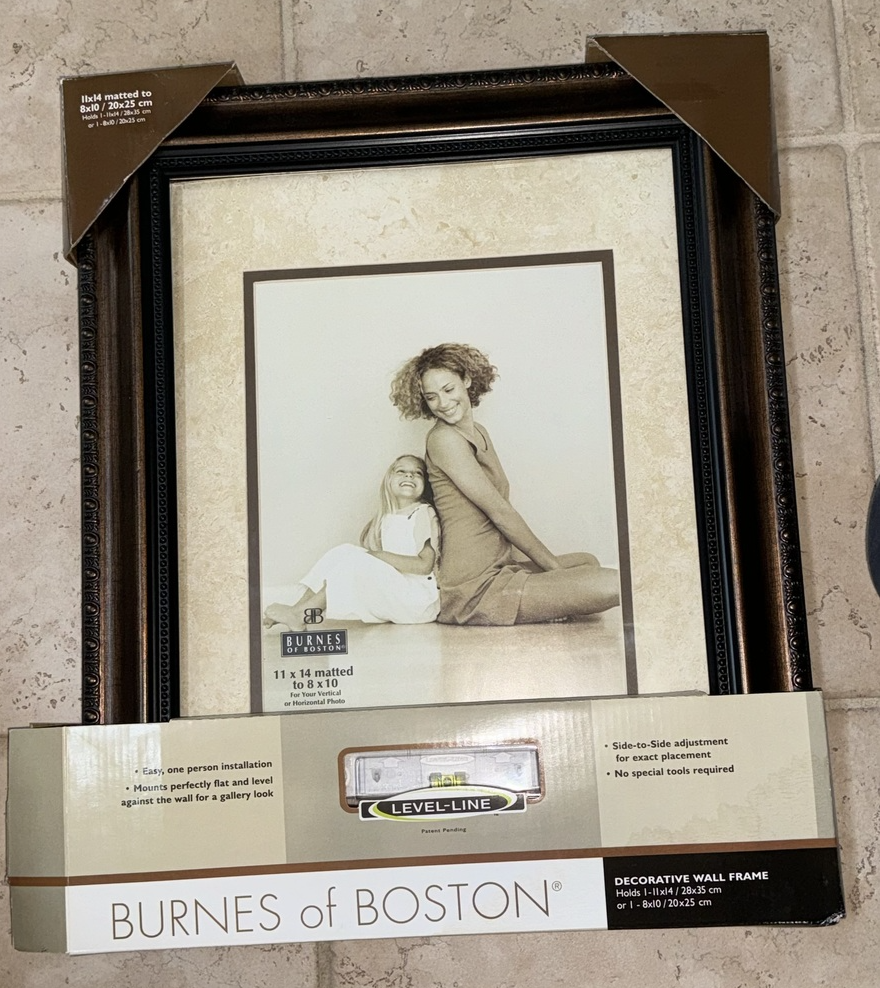 11x14 matted to
8x10 / 20x25 cm
Holds 1-11x14 / 28x35 cm
or 1 - 8x10 / 20x25 cm
BB
BURNES
OF BOSTON®
11 x 14 matted
to 8 x 10
For Your Vertical
or Horizontal Photo
• Easy, one person installation
• Mounts perfectly flat and level
against the wall for a gallery look
LEVEL-LINE™
Patent Pending
• Side-to-Side adjustment
for exact placement
• No special tools required
BURNES of BOSTON®
DECORATIVE WALL FRAME
Holds 1-11x14 / 28x35 cm
or 1 - 8x10 / 20x25 cm